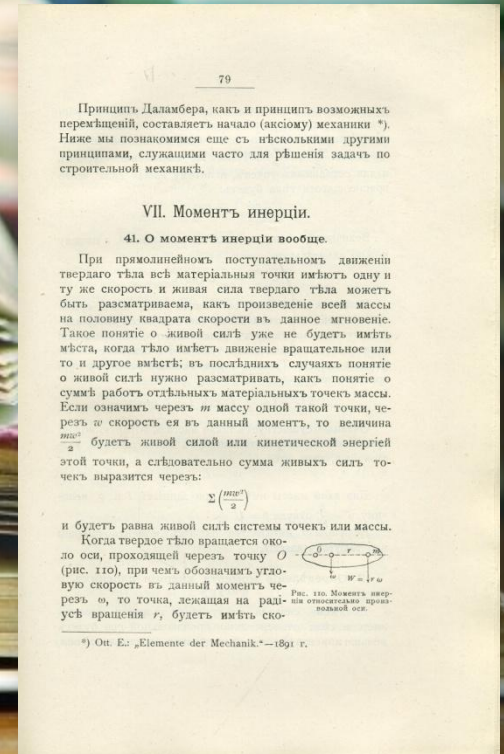 79
Принципъ Даламбера, какъ и принципъ возможныхъ
перемѣщеній, составляетъ начало (аксіому) механики *).
Ниже мы познакомимся еще съ нѣсколькими другими
принципами, служащими часто для рѣшенія задачъ по
строительной механикѣ.
VII. Моментъ инерціи.
41. О моментѣ инерціи вообще.
При прямолинейномъ поступательномъ движеніи
твердаго тѣла всѣ матеріальныя точки имѣютъ одну и
ту же скорость и живая сила твердаго тѣла можетъ
быть разсматриваема, какъ произведеніе всей массы
на половину квадрата скорости въ данное мгновеніе.
Такое понятіе о живой силѣ уже не будетъ имѣть
мѣста, когда тѣло имѣетъ движеніе вращательное или
то и другое вмѣстѣ; въ послѣднихъ случаяхъ понятіе
о живой силѣ нужно разсматривать, какъ понятіе о
суммѣ работъ отдѣльныхъ матеріальныхъ точекъ массы.
Если означимъ черезъ m массу одной такой точки, че-
резъ w скорость ея въ данный моментъ, то величина
mw²/2 будетъ живой силой или кинетической энергіей
этой точки, а слѣдовательно сумма живыхъ силъ то-
чекъ выразится черезъ:
Σ (mw²/2)
и будетъ равна живой силѣ системы точекъ или массы.
Когда твердое тѣло вращается око-
ло оси, проходящей черезъ точку O
(рис. 110), при чемъ обозначимъ угло-
вую скорость въ данный моментъ че-
резъ ω, то точка, лежащая на раді-
усѣ вращенія r, будетъ имѣть ско-
O r m
ω W = r ω
Рис. 110. Моментъ инер-
ціи относительно произ-
вольной оси.
*) Ott. E.: „Elemente der Mechanik.“—1891 г.